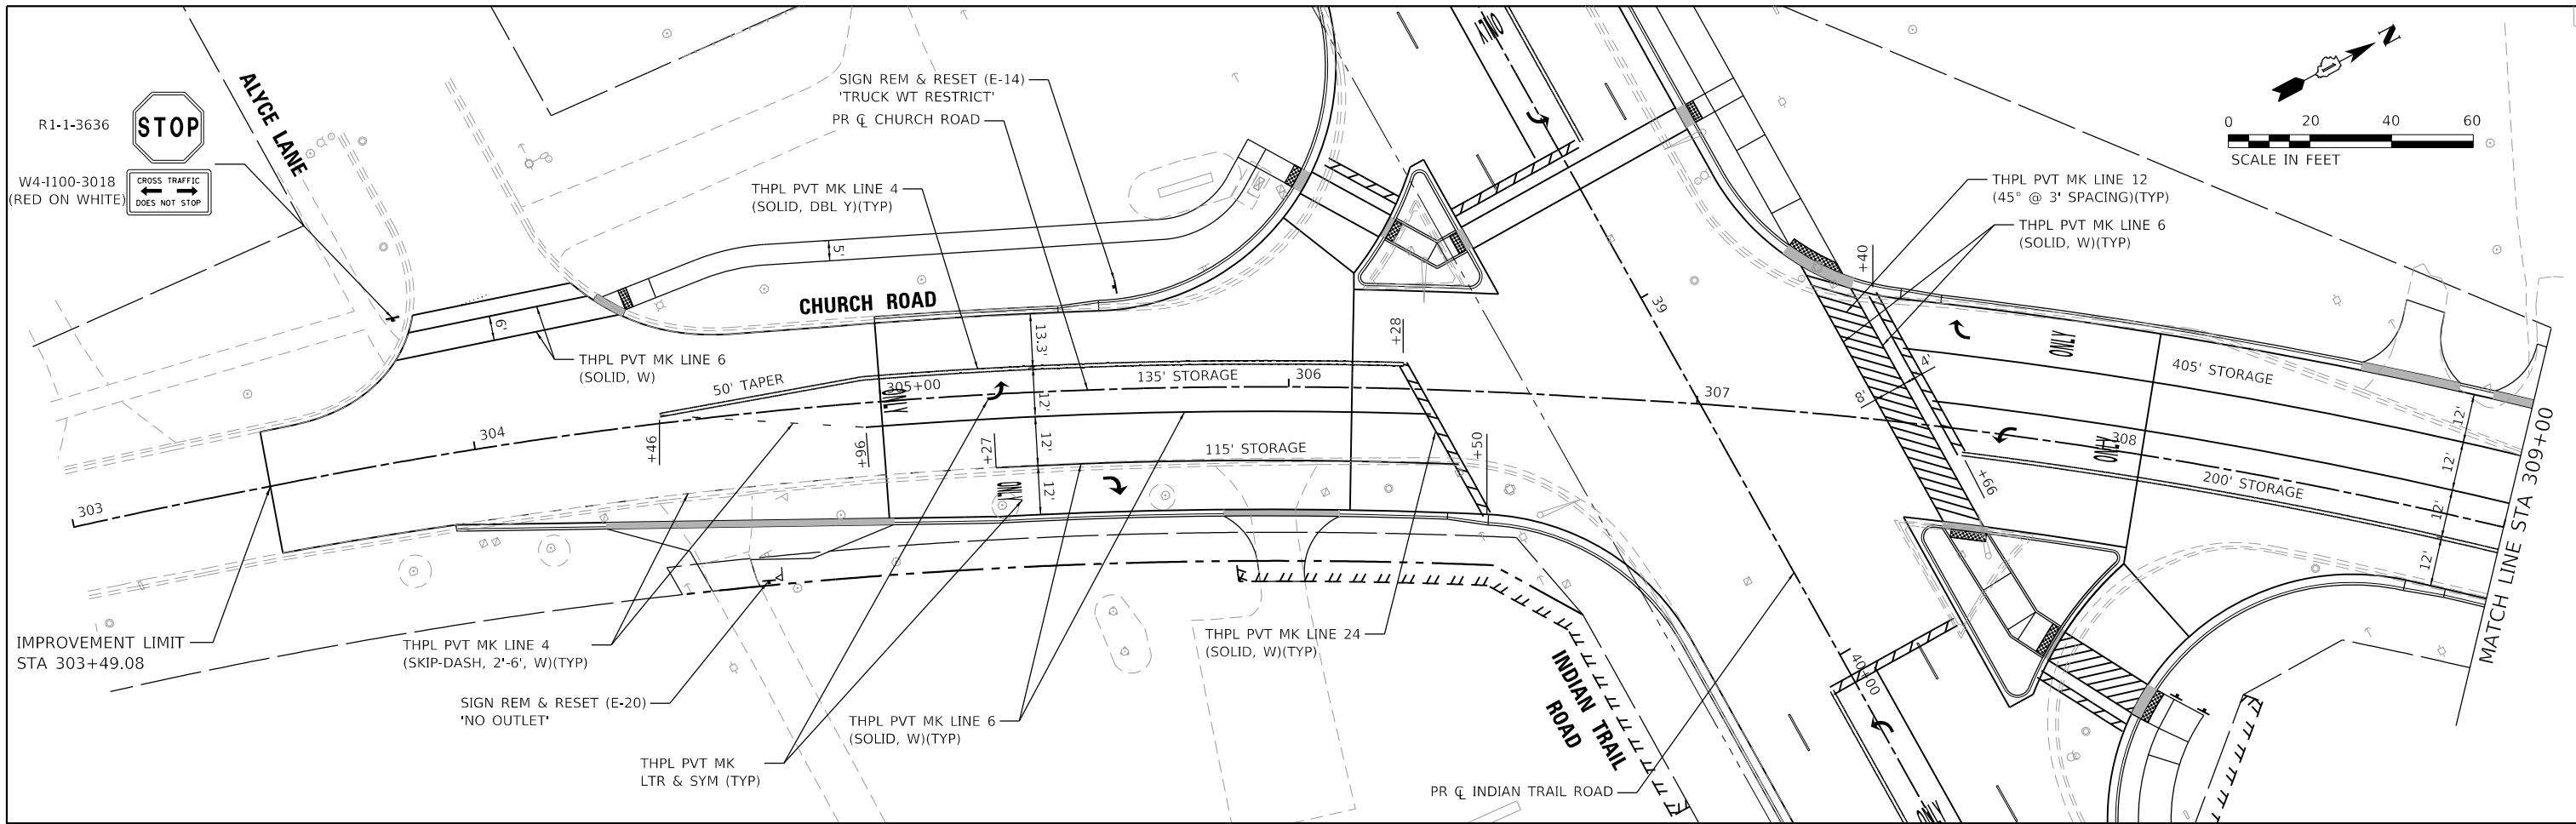 R1-1-3636
STOP
W4-I100-3018
(RED ON WHITE)
CROSS TRAFFIC
DOES NOT STOP
ALYCE LANE
SIGN REM & RESET (E-14)
'TRUCK WT RESTRICT'
PR ℄ CHURCH ROAD
THPL PVT MK LINE 4
(SOLID, DBL Y)(TYP)
5'
CHURCH ROAD
6'
THPL PVT MK LINE 6
(SOLID, W)
50' TAPER
13.3'
12'
12'
12'
303
304
305+00
306
307
308
+46
+96
+27
+28
+50
135' STORAGE
115' STORAGE
ONLY
ONLY
ONLY
39
40+00
N
0 20 40 60
SCALE IN FEET
THPL PVT MK LINE 12
(45° @ 3' SPACING)(TYP)
THPL PVT MK LINE 6
(SOLID, W)(TYP)
+40
4'
8'
+66
ONLY
ONLY
405' STORAGE
200' STORAGE
12'
12'
12'
12'
MATCH LINE STA 309+00
IMPROVEMENT LIMIT
STA 303+49.08
THPL PVT MK LINE 4
(SKIP-DASH, 2'-6', W)(TYP)
SIGN REM & RESET (E-20)
'NO OUTLET'
THPL PVT MK
LTR & SYM (TYP)
THPL PVT MK LINE 6
(SOLID, W)(TYP)
THPL PVT MK LINE 24
(SOLID, W)(TYP)
INDIAN TRAIL
ROAD
PR ℄ INDIAN TRAIL ROAD
ONLY